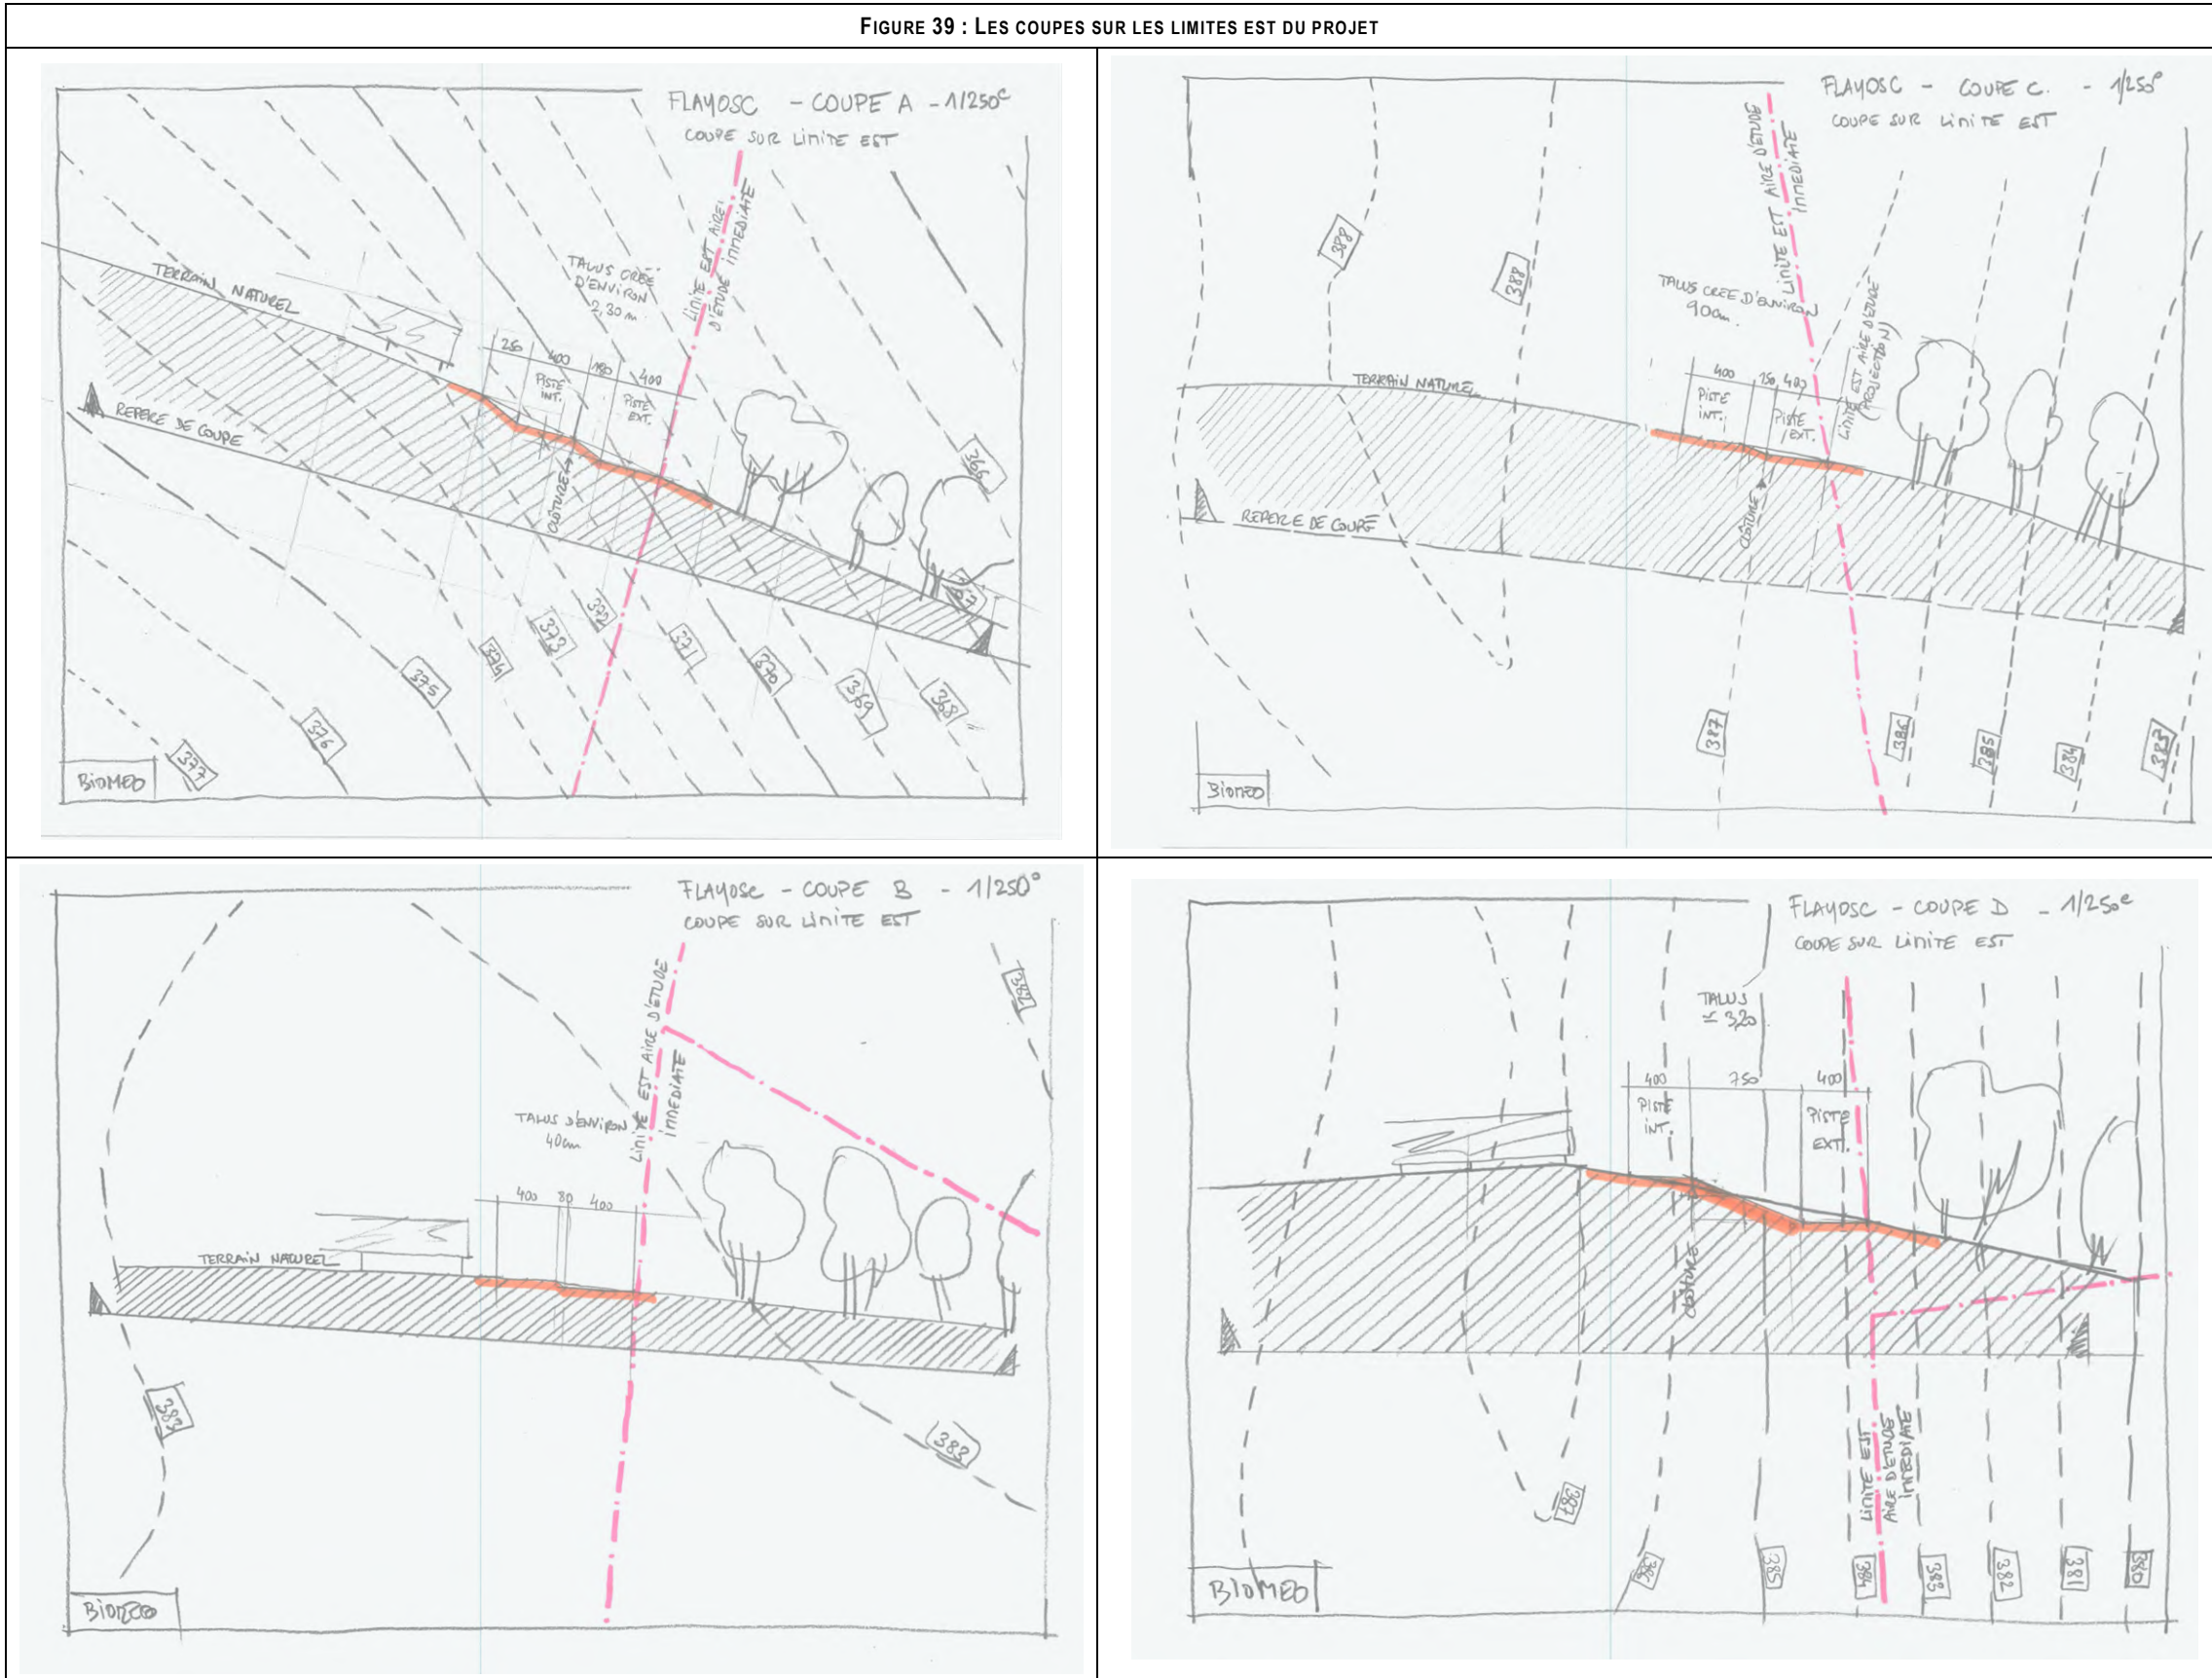 FIGURE 39 : LES COUPES SUR LES LIMITES EST DU PROJET
FLAYOSC - COUPE A - 1/250e
COUPE SUR LIMITE EST
LIMITE EST AIRE
D'ÉTUDE IMMEDIATE
TALUS CRÉÉ
D'ENVIRON
2,30 m.
TERRAIN NATUREL
250
400
180
400
PISTE
INT.
PISTE
EXT.
REPERE DE COUPE
CLÔTURE
366
372
373
374
371
375
370
369
368
376
377
BIOMEO
FLAYOSC - COUPE C. - 1/250e
COUPE SUR LIMITE EST
LIMITE EST AIRE D'ETUDE
IMMEDIATE
388
388
TALUS CREE D'ENVIRON
90cm.
LIMITE EST AIRE D'ETUDE
(PROJECTION)
TERRAIN NATUREL
400
150
400
PISTE
INT.
PISTE
EXT.
CLÔTURE
REPERE DE COUPE
387
386
385
384
383
BIOMEO
FLAYOSC - COUPE B - 1/250°
COUPE SUR LIMITE EST
LIMITE EST AIRE D'ETUDE
IMMEDIATE
383
TALUS D'ENVIRON
40cm
400
80
400
TERRAIN NATUREL
383
382
BIOMEO
FLAYOSC - COUPE D - 1/250e
COUPE SUR LIMITE EST
TALUS
≃ 3,20
400
750
400
PISTE
INT.
PISTE
EXT.
CLÔTURE
LIMITE EST
AIRE D'ETUDE
IMMEDIATE
387
386
385
384
383
382
381
380
BIOMEO